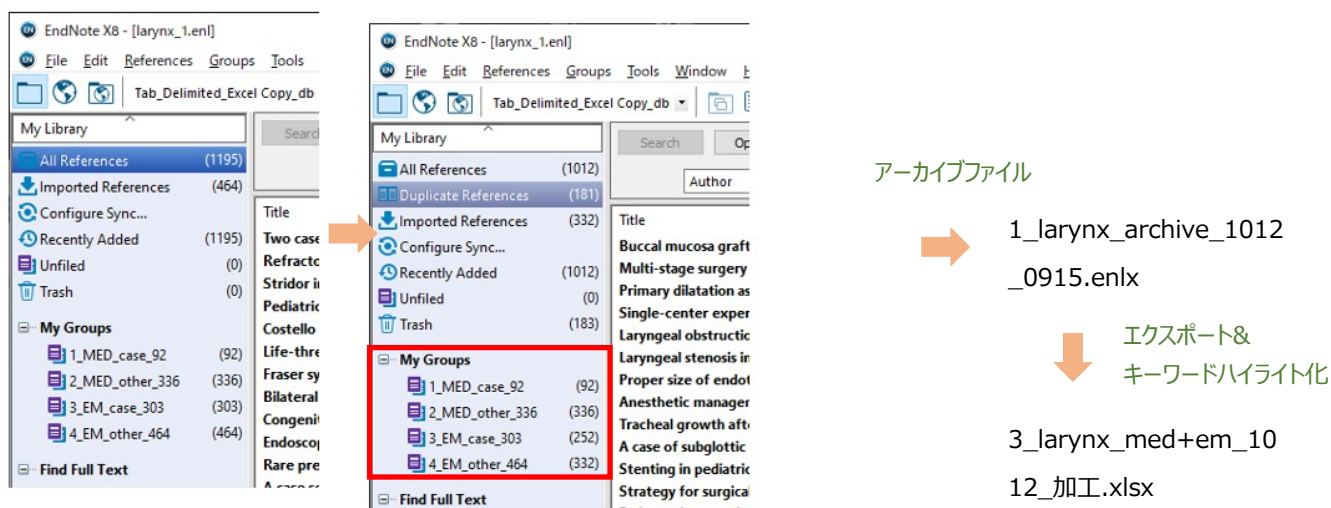 EndNote X8 - [larynx_1.enl]
File Edit References Groups Tools
Tab_Delimited_Excel Copy_db
My Library
All References (1195)
Imported References (464)
Configure Sync...
Recently Added (1195)
Unfiled (0)
Trash (0)
My Groups
1_MED_case_92 (92)
2_MED_other_336 (336)
3_EM_case_303 (303)
4_EM_other_464 (464)
Find Full Text
Title
Two case
Refracto
Stridor i
Pediatric
Costello
Life-thre
Fraser sy
Bilateral
Congenit
Endoscop
Rare pre
EndNote X8 - [larynx_1.enl]
File Edit References Groups Tools Window
Tab_Delimited_Excel Copy_db
My Library
Search Op
Author
All References (1012)
Duplicate References (181)
Imported References (332)
Configure Sync...
Recently Added (1012)
Unfiled (0)
Trash (183)
My Groups
1_MED_case_92 (92)
2_MED_other_336 (336)
3_EM_case_303 (252)
4_EM_other_464 (332)
Find Full Text
Title
Buccal mucosa graft
Multi-stage surgery
Primary dilatation as
Single-center exper
Laryngeal obstructic
Laryngeal stenosis in
Proper size of endot
Anesthetic manager
Tracheal growth afte
A case of subglottic
Stenting in pediatric
Strategy for surgica
アーカイブファイル
1_larynx_archive_1012
_0915.enlx
エクスポート&
キーワードハイライト化
3_larynx_med+em_10
12_加工.xlsx